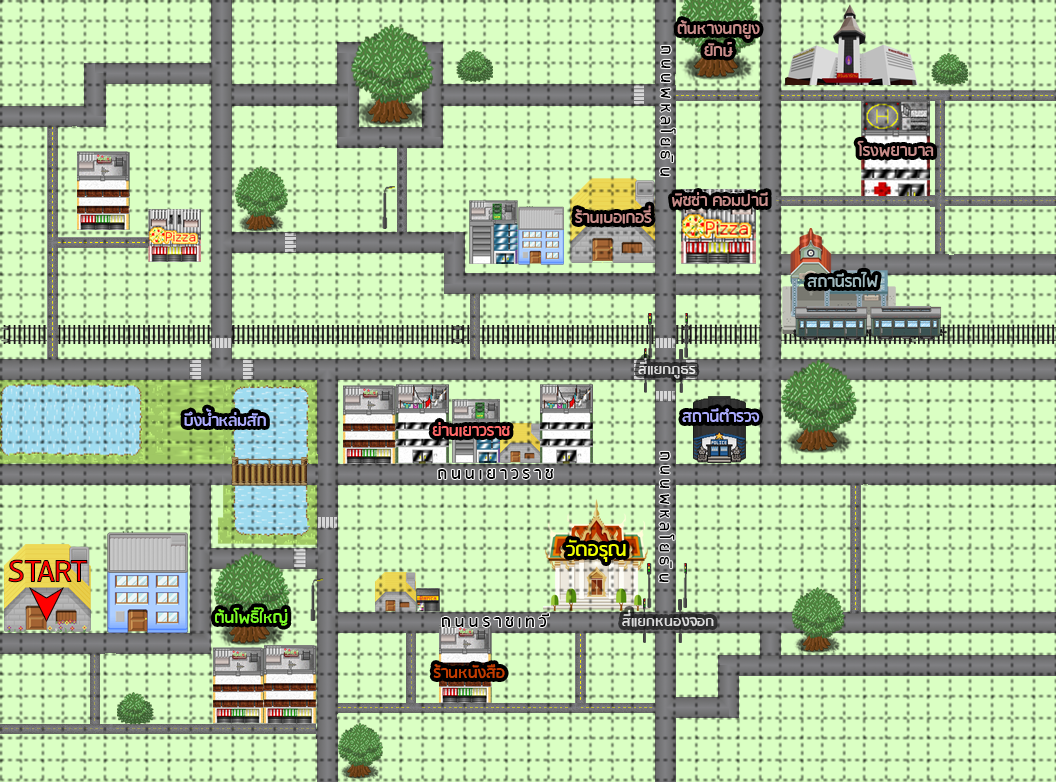 ต้นหางนกยูง
ยักษ์
ถนนพหลโยธิน
โรงพยาบาล
พิซซ่า คอมปานี
Pizza
ร้านเบอเกอรี่
Pizza
สถานีรถไฟ
สี่แยกภูธร
บึงน้ำหล่มสัก
ย่านเยาวราช
สถานีตำรวจ
POLICE
ถนนเยาวราช
ถนนพหลโยธิน
วัดอรุณ
START
ต้นโพธิ์ใหญ่
ถนนราชเทวี
สี่แยกหนองจอก
ร้านหนังสือ